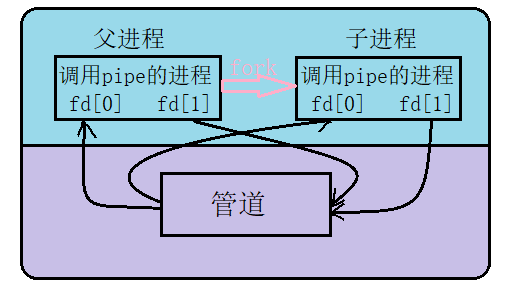 父进程
子进程
fork
调用pipe的进程
fd[0] fd[1]
调用pipe的进程
fd[0] fd[1]
管道